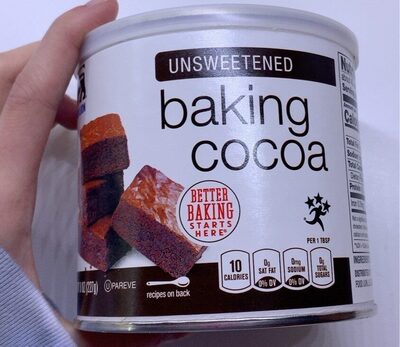 UNSWEETENED
baking
cocoa
BETTER
BAKING
STARTS
HERE®
PER 1 TBSP
10
CALORIES
0g
SAT FAT
0% DV
0mg
SODIUM
0% DV
0g
TOTAL
SUGARS
(227g)
U PAREVE
recipes on back